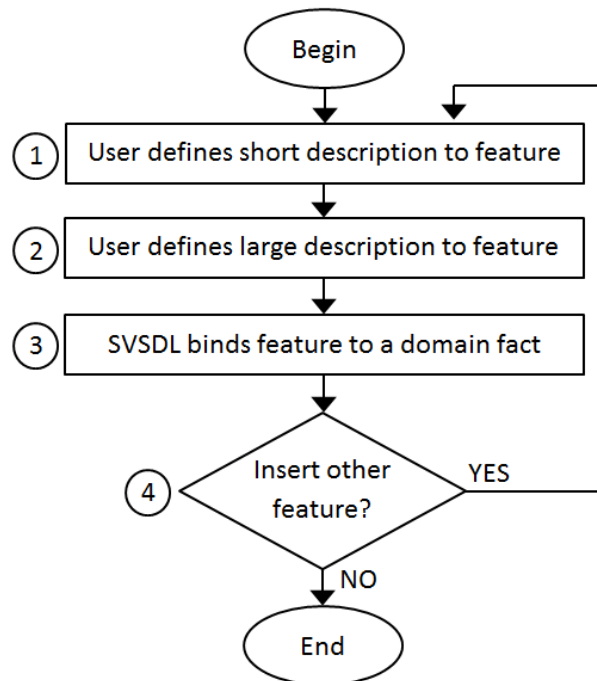 Begin
1
User defines short description to feature
2
User defines large description to feature
3
SVSDL binds feature to a domain fact
4
Insert other
feature?
YES
NO
End